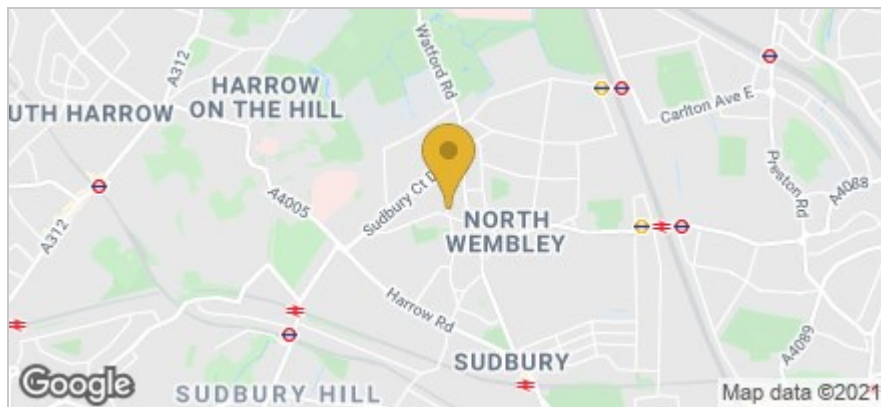 A312
Watford Rd
HARROW
ON THE HILL
UTH HARROW
Carlton Ave E
Preston Rd
A4088
Sudbury Ct D
A4005
A312
NORTH
WEMBLEY
Harrow Rd
SUDBURY
A4089
SUDBURY HILL
Google
Map data ©2021